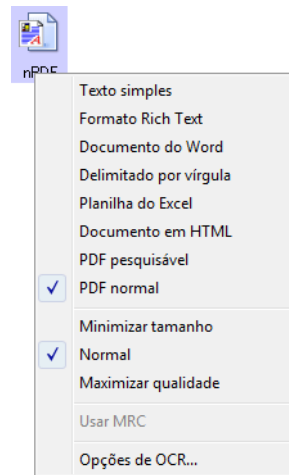 nPDF
Texto simples
Formato Rich Text
Documento do Word
Delimitado por vírgula
Planilha do Excel
Documento em HTML
PDF pesquisável
PDF normal
Minimizar tamanho
Normal
Maximizar qualidade
Usar MRC
Opções de OCR...